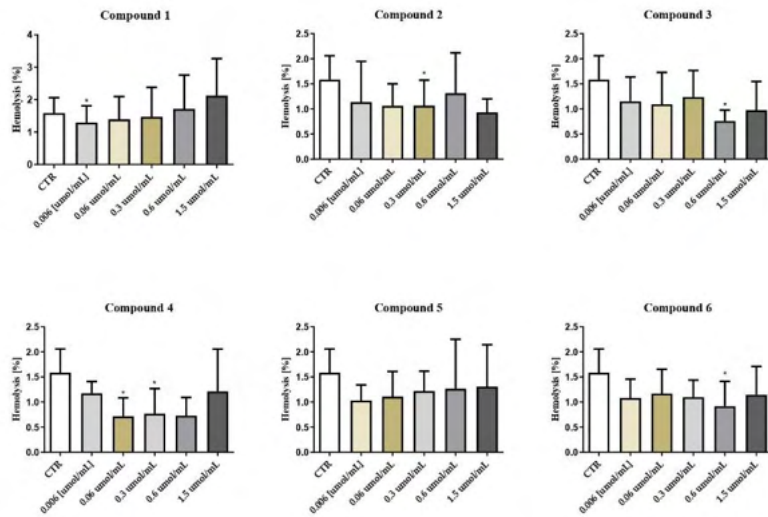 Compound 1
Hemolysis [%]
4
3
2
1
0
*
CTR
0.006 [umol/mL]
0.06 umol/mL
0.3 umol/mL
0.6 umol/mL
1.5 umol/mL
Compound 2
Hemolysis [%]
2.5
2.0
1.5
1.0
0.5
0.0
*
CTR
0.006 [umol/mL]
0.06 umol/mL
0.3 umol/mL
0.6 umol/mL
1.5 umol/mL
Compound 3
Hemolysis [%]
2.5
2.0
1.5
1.0
0.5
0.0
*
CTR
0.006 [umol/mL]
0.06 umol/mL
0.3 umol/mL
0.6 umol/mL
1.5 umol/mL
Compound 4
Hemolysis [%]
2.5
2.0
1.5
1.0
0.5
0.0
* *
CTR
0.006 [umol/mL]
0.06 umol/mL
0.3 umol/mL
0.6 umol/mL
1.5 umol/mL
Compound 5
Hemolysis [%]
2.5
2.0
1.5
1.0
0.5
0.0
CTR
0.006 [umol/mL]
0.06 umol/mL
0.3 umol/mL
0.6 umol/mL
1.5 umol/mL
Compound 6
Hemolysis [%]
2.5
2.0
1.5
1.0
0.5
0.0
*
CTR
0.006 [umol/mL]
0.06 umol/mL
0.3 umol/mL
0.6 umol/mL
1.5 umol/mL